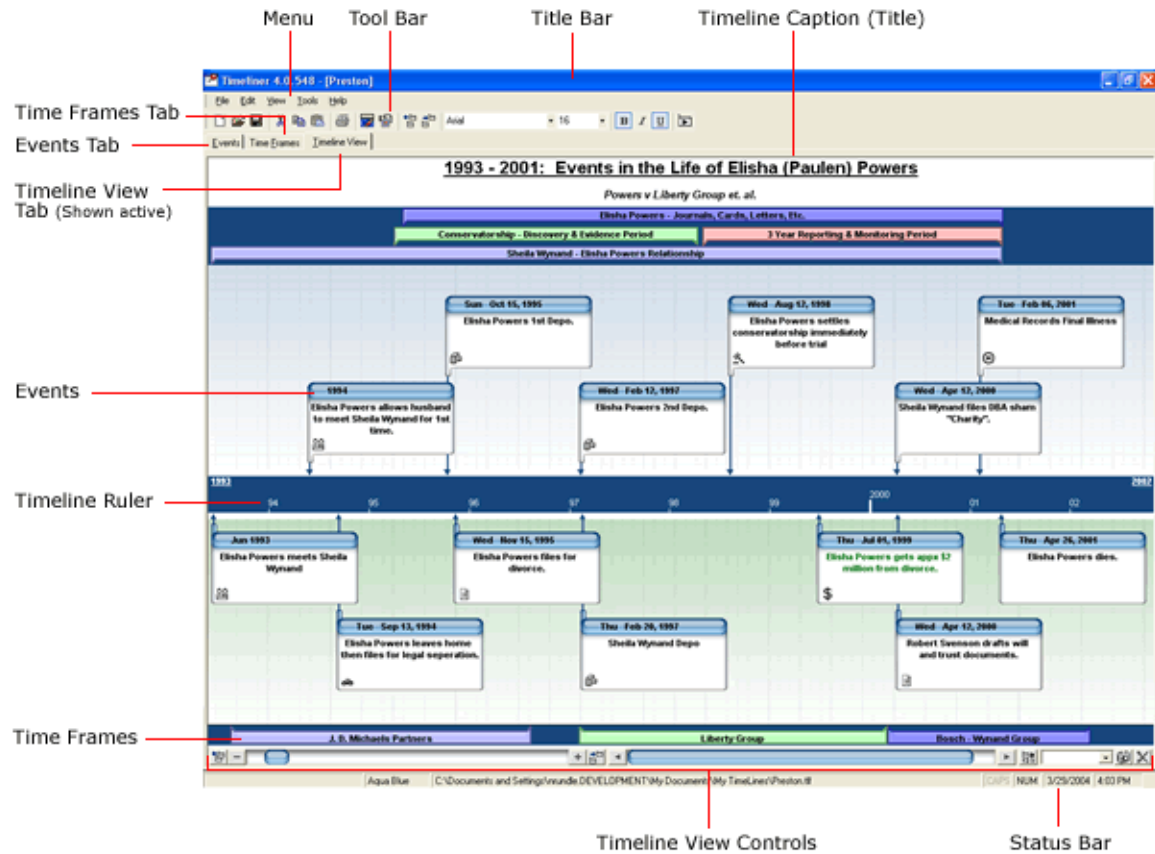 Menu
Tool Bar
Title Bar
Timeline Caption (Title)
Timeliner 4.0.548 - [Preston]
File Edit View Tools Help
Time Frames Tab
Arial 16 B I U
Events Tab
Events Time Frames Timeline View
Timeline View
Tab (Shown active)
1993 - 2001: Events in the Life of Elisha (Paulen) Powers
Powers v Liberty Group et. al.
Elisha Powers - Journals, Cards, Letters, Etc.
Conservatorship - Discovery & Evidence Period
3 Year Reporting & Monitoring Period
Sheila Wynand - Elisha Powers Relationship
Sun Oct 15, 1995
Elisha Powers 1st Depo.
Wed Aug 12, 1998
Elisha Powers settles
conservatorship immediately
before trial
Tue Feb 06, 2001
Medical Records Final Illness
Events
1994
Elisha Powers allows husband
to meet Sheila Wynand for 1st
time.
Wed Feb 12, 1997
Elisha Powers 2nd Depo.
Wed Apr 12, 2000
Sheila Wynand files DBA sham
"Charity".
Timeline Ruler
1993 2002
94 95 96 97 98 99 2000 01 02
Jun 1993
Elisha Powers meets Sheila
Wynand
Wed Nov 15, 1995
Elisha Powers files for
divorce.
Thu Jul 01, 1999
Elisha Powers gets appx $2
million from divorce.
$
Thu Apr 26, 2001
Elisha Powers dies.
Tue Sep 13, 1994
Elisha Powers leaves home
then files for legal seperation.
Thu Feb 20, 1997
Sheila Wynand Depo
Wed Apr 12, 2000
Robert Svenson drafts will
and trust documents.
Time Frames
J. D. Michaels Partners
Liberty Group
Bosch - Wynand Group
Aqua Blue C:\Documents and Settings\nrundle.DEVELOPMENT\My Documents\My TimeLines\Preston.tlf CAPS NUM 3/29/2004 4:03 PM
Timeline View Controls
Status Bar